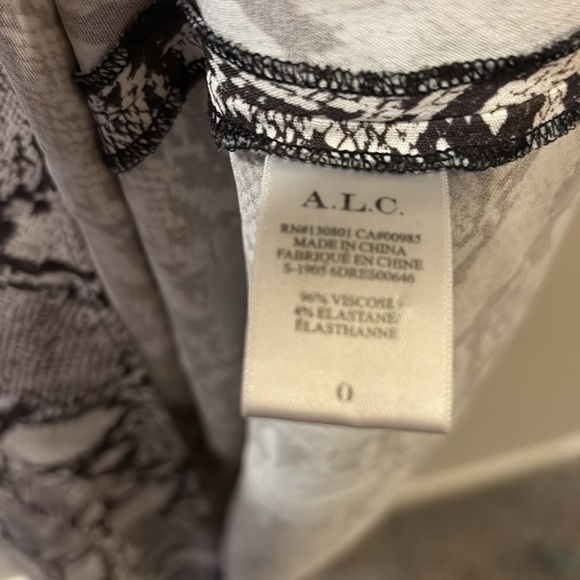 A.L.C.
RN#130801 CA#00985
MADE IN CHINA
FABRIQUÉ EN CHINE
S-1905 6DRES00646
96% VISCOSE /
4% ELASTANE/
ÉLASTHANNE
0